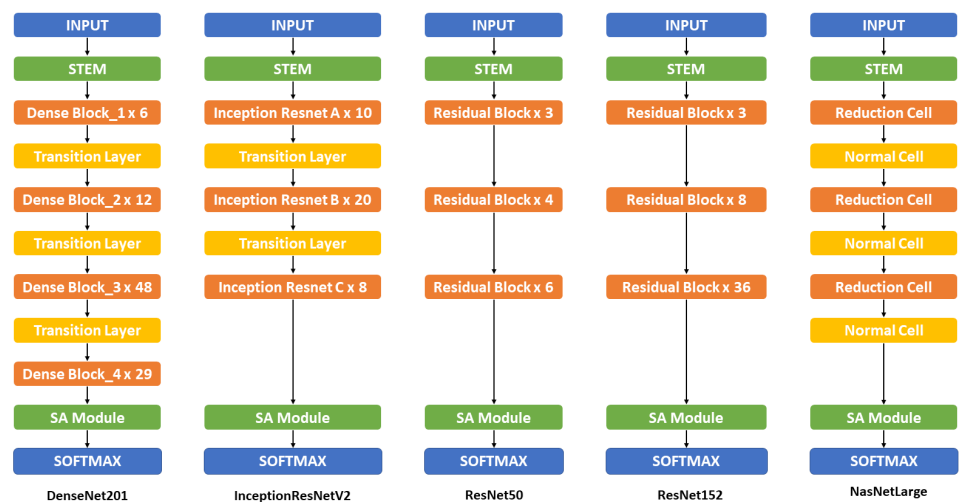 INPUT
STEM
Dense Block_1 x 6
Transition Layer
Dense Block_2 x 12
Transition Layer
Dense Block_3 x 48
Transition Layer
Dense Block_4 x 29
SA Module
SOFTMAX
DenseNet201
INPUT
STEM
Inception Resnet A x 10
Transition Layer
Inception Resnet B x 20
Transition Layer
Inception Resnet C x 8
SA Module
SOFTMAX
InceptionResNetV2
INPUT
STEM
Residual Block x 3
Residual Block x 4
Residual Block x 6
SA Module
SOFTMAX
ResNet50
INPUT
STEM
Residual Block x 3
Residual Block x 8
Residual Block x 36
SA Module
SOFTMAX
ResNet152
INPUT
STEM
Reduction Cell
Normal Cell
Reduction Cell
Normal Cell
Reduction Cell
Normal Cell
SA Module
SOFTMAX
NasNetLarge